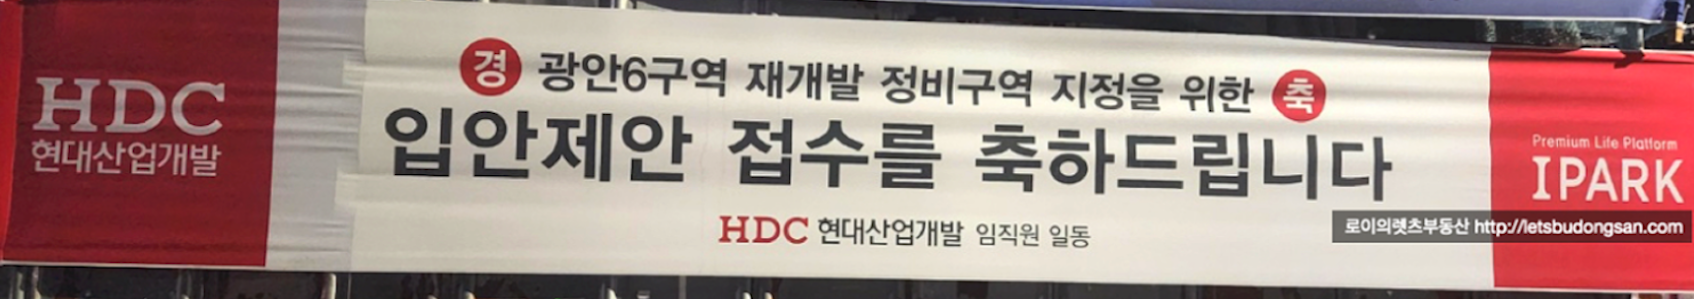 HDC
현대산업개발
경 광안6구역 재개발 정비구역 지정을 위한 축
입안제안 접수를 축하드립니다
HDC 현대산업개발 임직원 일동
Premium Life Platform
IPARK
로이의렛츠부동산 http://letsbudongsan.com